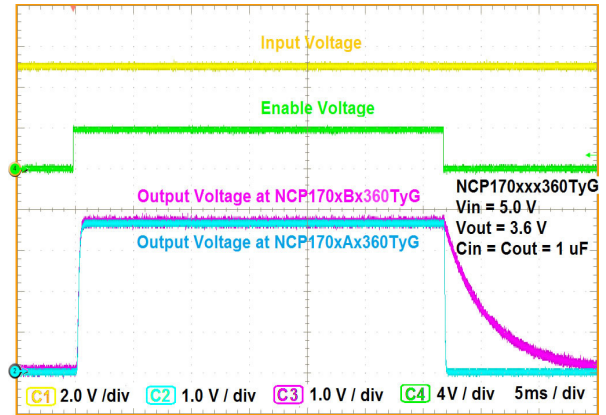 Input Voltage
Enable Voltage
Output Voltage at NCP170xBx360TyG
Output Voltage at NCP170xAx360TyG
NCP170xxx360TyG
Vin = 5.0 V
Vout = 3.6 V
Cin = Cout = 1 uF
C1 2.0 V / div C2 1.0 V / div C3 1.0 V / div C4 4V / div 5ms / div